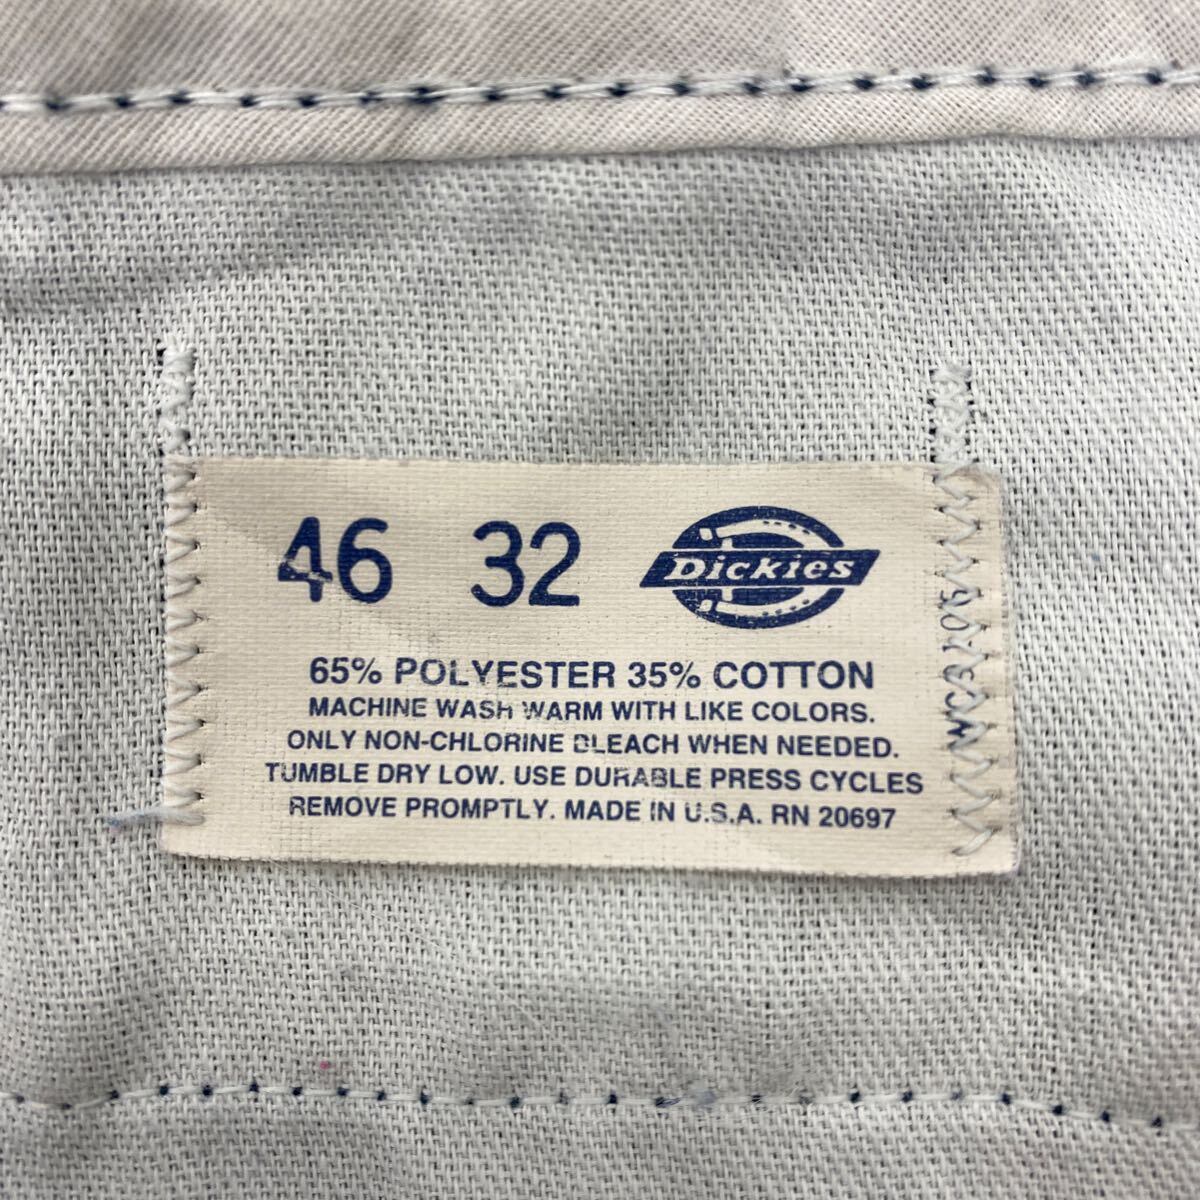 46 32 Dickies
65% POLYESTER 35% COTTON
MACHINE WASH WARM WITH LIKE COLORS.
ONLY NON-CHLORINE BLEACH WHEN NEEDED.
TUMBLE DRY LOW. USE DURABLE PRESS CYCLES
REMOVE PROMPTLY. MADE IN U.S.A. RN 20697